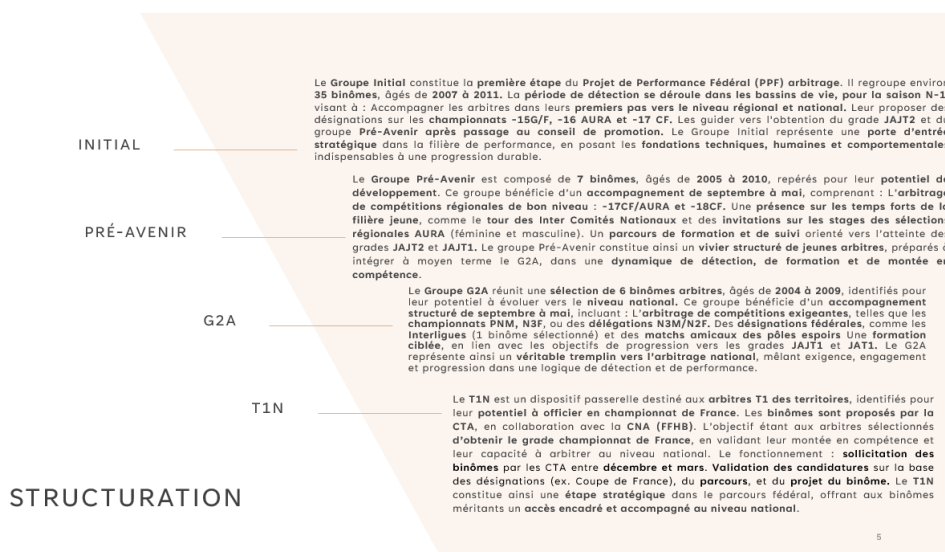 INITIAL
Le Groupe Initial constitue la première étape du Projet de Performance Fédéral (PPF) arbitrage. Il regroupe environ
35 binômes, âgés de 2007 à 2011. La période de détection se déroule dans les bassins de vie, pour la saison N-1
visant à : Accompagner les arbitres dans leurs premiers pas vers le niveau régional et national. Leur proposer des
désignations sur les championnats -15G/F, -16 AURA et -17 CF. Les guider vers l'obtention du grade JAJT2 et du
groupe Pré-Avenir après passage au conseil de promotion. Le Groupe Initial représente une porte d'entrée
stratégique dans la filière de performance, en posant les fondations techniques, humaines et comportementales
indispensables à une progression durable.
PRÉ-AVENIR
Le Groupe Pré-Avenir est composé de 7 binômes, âgés de 2005 à 2010, repérés pour leur potentiel de
développement. Ce groupe bénéficie d'un accompagnement de septembre à mai, comprenant : L'arbitrage
de compétitions régionales de bon niveau : -17CF/AURA et -18CF. Une présence sur les temps forts de la
filière jeune, comme le tour des Inter Comités Nationaux et des invitations sur les stages des sélections
régionales AURA (féminine et masculine). Un parcours de formation et de suivi orienté vers l'atteinte des
grades JAJT2 et JAJT1. Le groupe Pré-Avenir constitue ainsi un vivier structuré de jeunes arbitres, préparés à
intégrer à moyen terme le G2A, dans une dynamique de détection, de formation et de montée en
compétence.
G2A
Le Groupe G2A réunit une sélection de 6 binômes arbitres, âgés de 2004 à 2009, identifiés pour
leur potentiel à évoluer vers le niveau national. Ce groupe bénéficie d'un accompagnement
structuré de septembre à mai, incluant : L'arbitrage de compétitions exigeantes, telles que les
championnats PNM, N3F, ou des délégations N3M/N2F. Des désignations fédérales, comme les
Interligues (1 binôme sélectionné) et des matchs amicaux des pôles espoirs Une formation
ciblée, en lien avec les objectifs de progression vers les grades JAJT1 et JAT1. Le G2A
représente ainsi un véritable tremplin vers l'arbitrage national, mêlant exigence, engagement
et progression dans une logique de détection et de performance.
T1N
Le T1N est un dispositif passerelle destiné aux arbitres T1 des territoires, identifiés pour
leur potentiel à officier en championnat de France. Les binômes sont proposés par la
CTA, en collaboration avec la CNA (FFHB). L'objectif étant aux arbitres sélectionnés
d'obtenir le grade championnat de France, en validant leur montée en compétence et
leur capacité à arbitrer au niveau national. Le fonctionnement : sollicitation des
binômes par les CTA entre décembre et mars. Validation des candidatures sur la base
des désignations (ex. Coupe de France), du parcours, et du projet du binôme. Le T1N
constitue ainsi une étape stratégique dans le parcours fédéral, offrant aux binômes
méritants un accès encadré et accompagné au niveau national.
STRUCTURATION
5